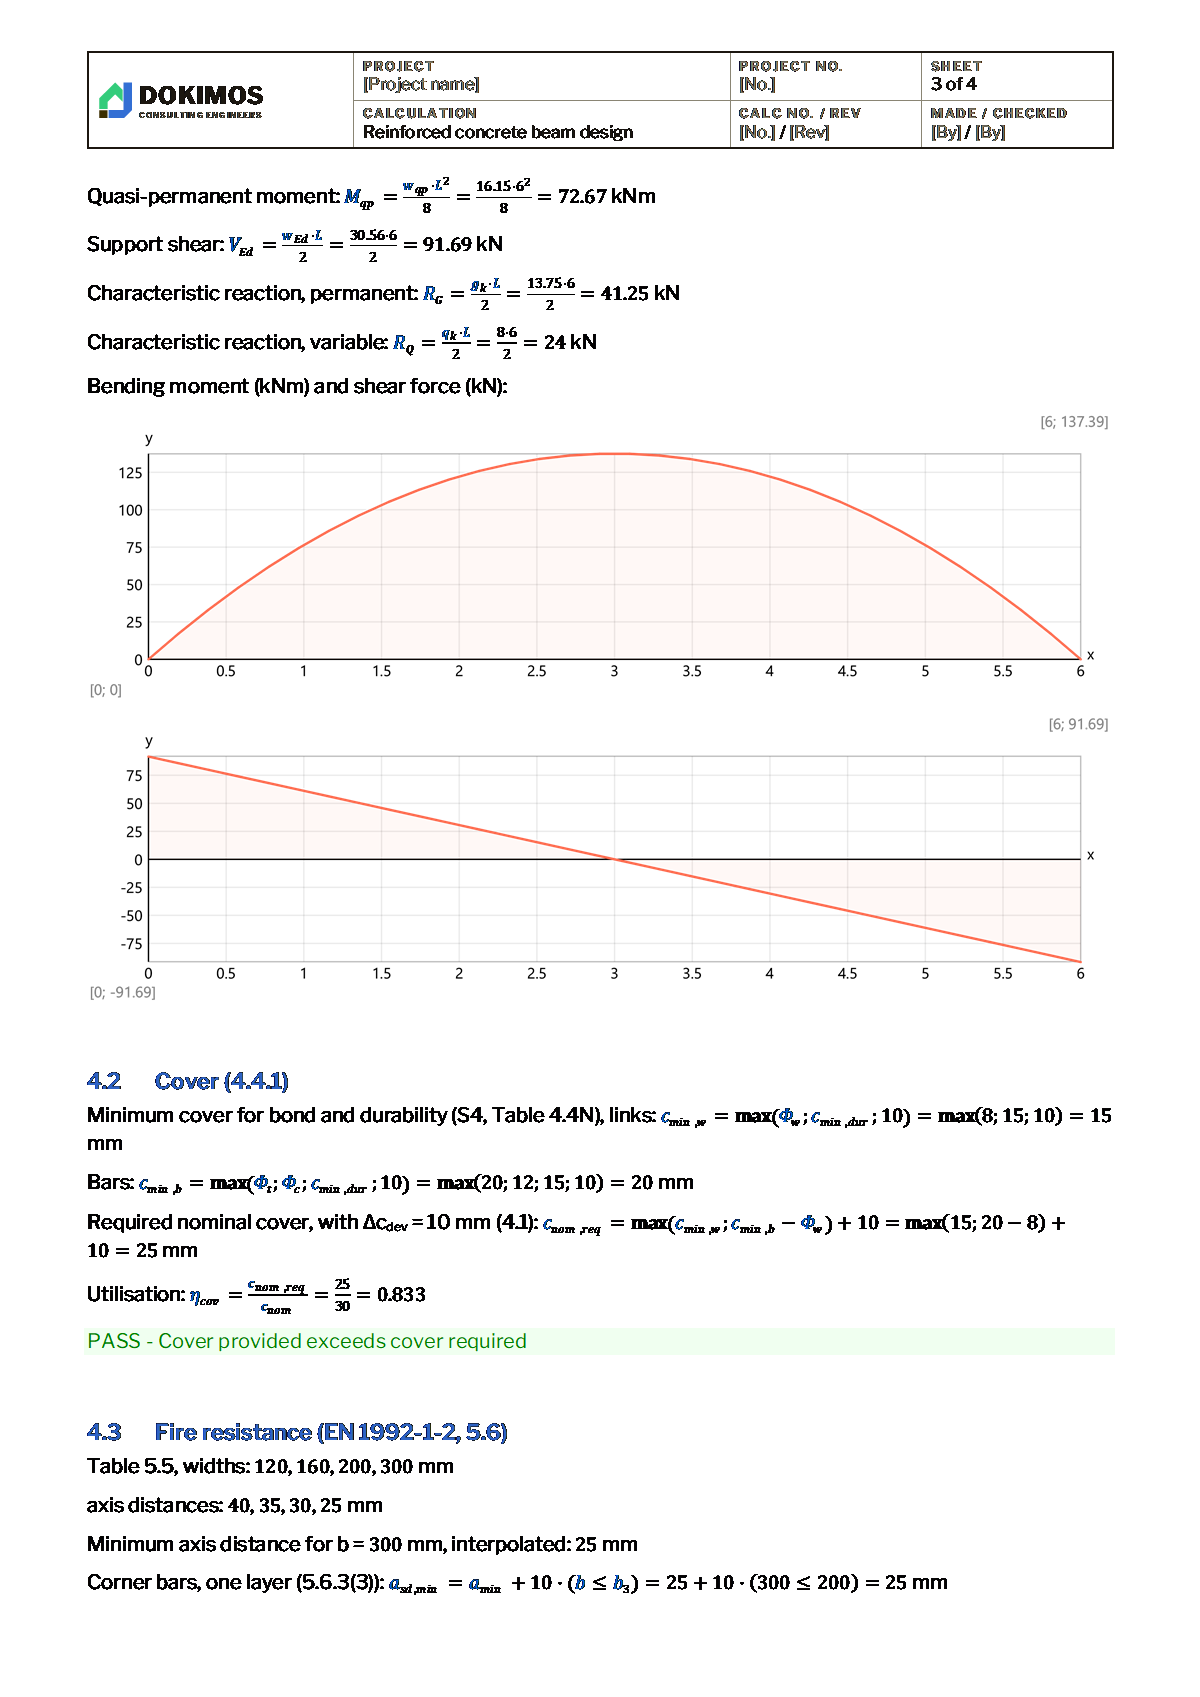 DOKIMOS
CONSULTING ENGINEERS
PROJECT
[Project name]
PROJECT NO.
[No.]
SHEET
3 of 4
CALCULATION
Reinforced concrete beam design
CALC NO. / REV
[No.] / [Rev]
MADE / CHECKED
[By] / [By]
Quasi-permanent moment: M_qp = w_qp·L²/8 = 16.15·6²/8 = 72.67 kNm
Support shear: V_Ed = w_Ed·L/2 = 30.56·6/2 = 91.69 kN
Characteristic reaction, permanent: R_G = g_k·L/2 = 13.75·6/2 = 41.25 kN
Characteristic reaction, variable: R_Q = q_k·L/2 = 8·6/2 = 24 kN
Bending moment (kNm) and shear force (kN):
[6; 137.39]
y
125
100
75
50
25
0
x
0 0.5 1 1.5 2 2.5 3 3.5 4 4.5 5 5.5 6
[0; 0]
[6; 91.69]
y
75
50
25
0
x
-25
-50
-75
0 0.5 1 1.5 2 2.5 3 3.5 4 4.5 5 5.5 6
[0; -91.69]
4.2 Cover (4.4.1)
Minimum cover for bond and durability (S4, Table 4.4N), links: c_min,w = max(Φ_w; c_min,dur; 10) = max(8; 15; 10) = 15
mm
Bars: c_min,b = max(Φ_t; Φ_c; c_min,dur; 10) = max(20; 12; 15; 10) = 20 mm
Required nominal cover, with Δc_dev = 10 mm (4.1): c_nom,req = max(c_min,w; c_min,b − Φ_w) + 10 = max(15; 20 − 8) +
10 = 25 mm
Utilisation: η_cov = c_nom,req/c_nom = 25/30 = 0.833
PASS - Cover provided exceeds cover required
4.3 Fire resistance (EN 1992-1-2, 5.6)
Table 5.5, widths: 120, 160, 200, 300 mm
axis distances: 40, 35, 30, 25 mm
Minimum axis distance for b = 300 mm, interpolated: 25 mm
Corner bars, one layer (5.6.3(3)): a_sd,min = a_min + 10 · (b ≤ b_3) = 25 + 10 · (300 ≤ 200) = 25 mm